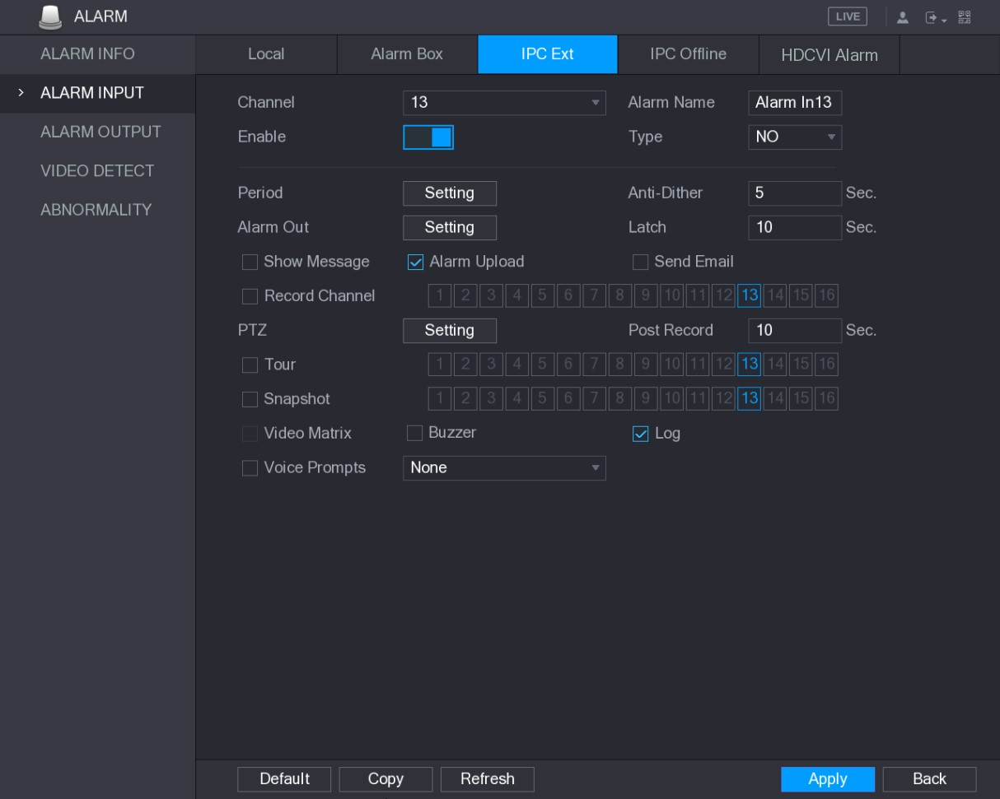 ALARM LIVE
ALARM INFO
ALARM INPUT
ALARM OUTPUT
VIDEO DETECT
ABNORMALITY
Local Alarm Box IPC Ext IPC Offline HDCVI Alarm
Channel 13 Alarm Name Alarm In13
Enable Type NO
Period Setting Anti-Dither 5 Sec.
Alarm Out Setting Latch 10 Sec.
Show Message Alarm Upload Send Email
Record Channel 1 2 3 4 5 6 7 8 9 10 11 12 13 14 15 16
PTZ Setting Post Record 10 Sec.
Tour 1 2 3 4 5 6 7 8 9 10 11 12 13 14 15 16
Snapshot 1 2 3 4 5 6 7 8 9 10 11 12 13 14 15 16
Video Matrix Buzzer Log
Voice Prompts None
Default Copy Refresh Apply Back